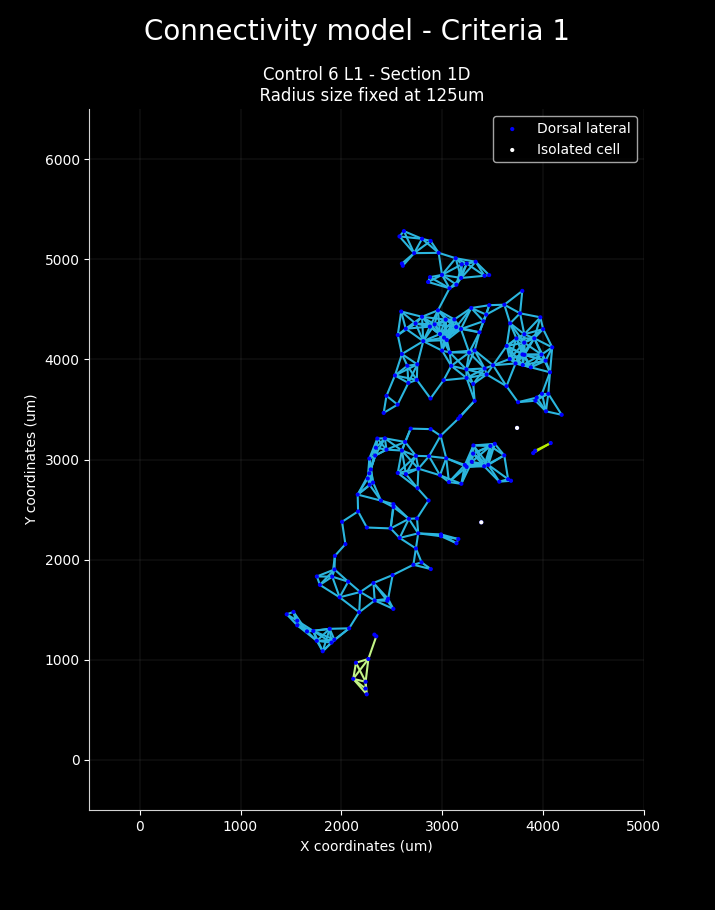 Connectivity model - Criteria 1
Control 6 L1 - Section 1D
Radius size fixed at 125um
Dorsal lateral
Isolated cell
6000
5000
4000
3000
2000
1000
0
Y coordinates (um)
0 1000 2000 3000 4000 5000
X coordinates (um)